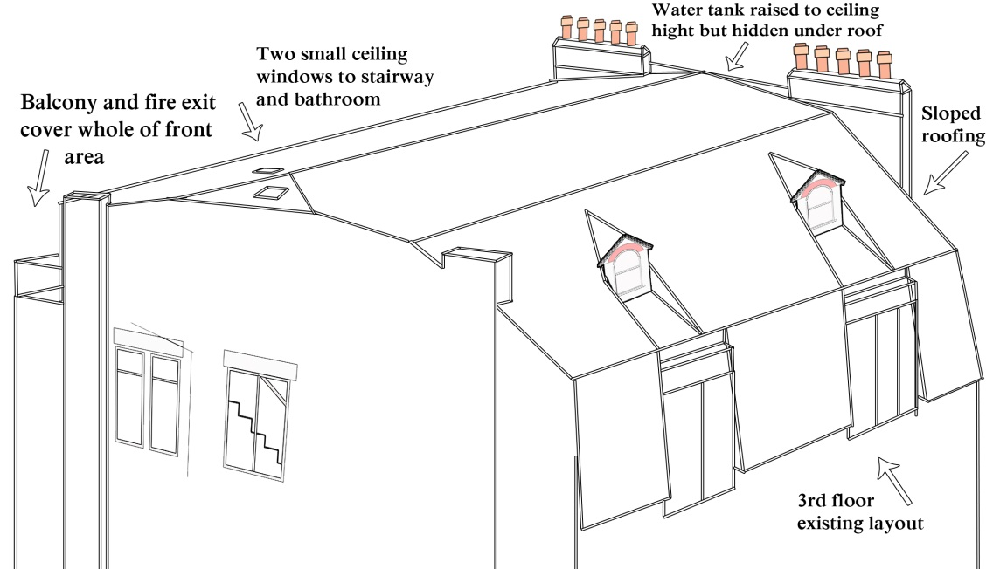 Water tank raised to ceiling
hight but hidden under roof
Two small ceiling
windows to stairway
and bathroom
Balcony and fire exit
cover whole of front
area
Sloped
roofing
3rd floor
existing layout